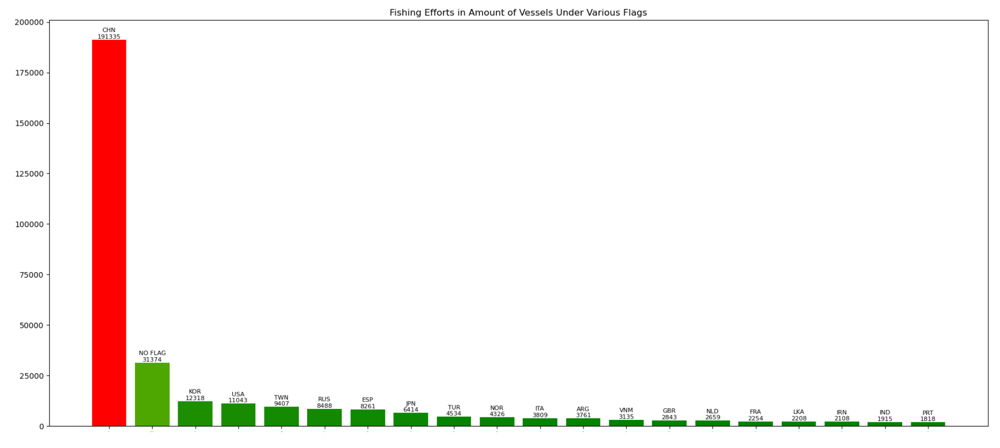 Fishing Efforts in Amount of Vessels Under Various Flags
200000
175000
150000
125000
100000
75000
50000
25000
0
CHN
191335
NO FLAG
31374
KOR
12318
USA
11043
TWN
9407
RUS
8488
ESP
8261
JPN
6414
TUR
4534
NOR
4326
ITA
3809
ARG
3761
VNM
3135
GBR
2843
NLD
2659
FRA
2254
LKA
2208
IRN
2108
IND
1915
PRT
1818